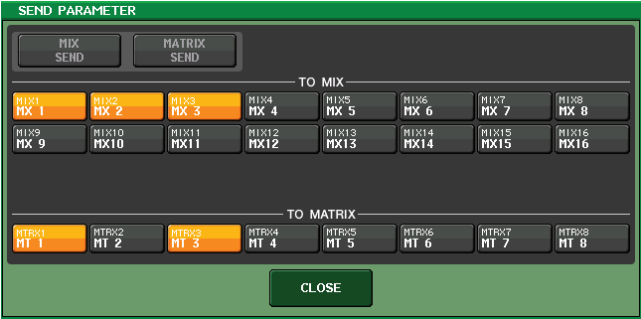 SEND PARAMETER
MIX SEND
MATRIX SEND
TO MIX
MIX1 MIX2 MIX3 MIX4 MIX5 MIX6 MIX7 MIX8
MX 1 MX 2 MX 3 MX 4 MX 5 MX 6 MX 7 MX 8
MIX9 MIX10 MIX11 MIX12 MIX13 MIX14 MIX15 MIX16
MX 9 MX10 MX11 MX12 MX13 MX14 MX15 MX16
TO MATRIX
MTRX1 MTRX2 MTRX3 MTRX4 MTRX5 MTRX6 MTRX7 MTRX8
MT 1 MT 2 MT 3 MT 4 MT 5 MT 6 MT 7 MT 8
CLOSE